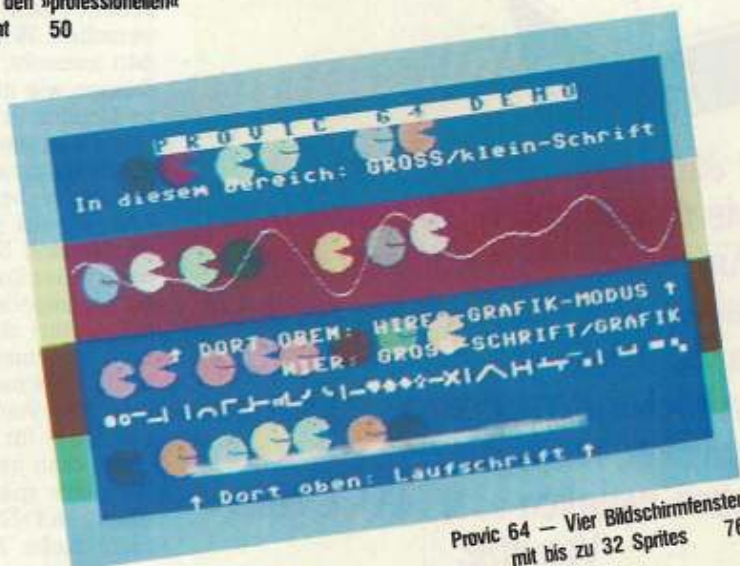 den »professionellen«
t 50
PROVIC 64 DEMO
In diesem Bereich: GROSS/klein-Schrift
↑ DORT OBEN: HIRES-GRAFIK-MODUS ↑
HIER: GROSS-SCHRIFT/GRAFIK
↑ Dort oben: Laufschrift ↑
Provic 64 — Vier Bildschirmfenster
mit bis zu 32 Sprites 76